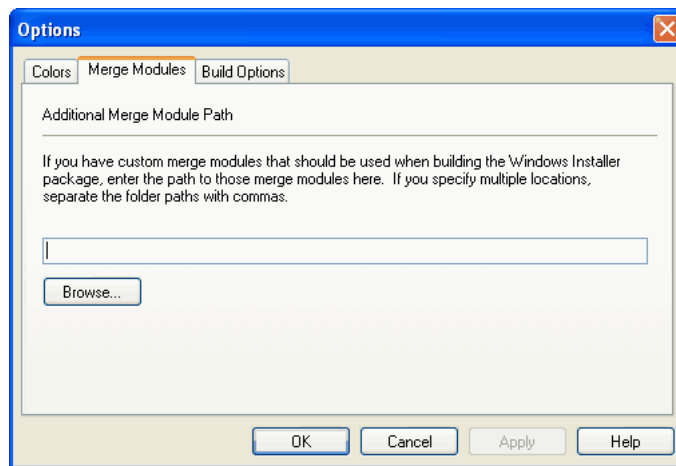 Options
Colors Merge Modules Build Options
Additional Merge Module Path
If you have custom merge modules that should be used when building the Windows Installer
package, enter the path to those merge modules here. If you specify multiple locations,
separate the folder paths with commas.
Browse...
OK Cancel Apply Help